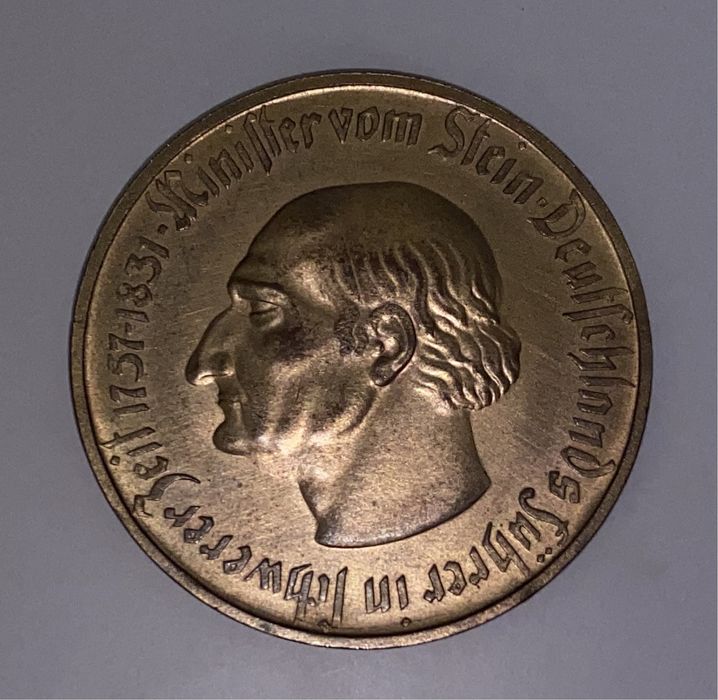 Minister vom Stein · Deutschlands Führer in schwerer Zeit 1757-1831 ·